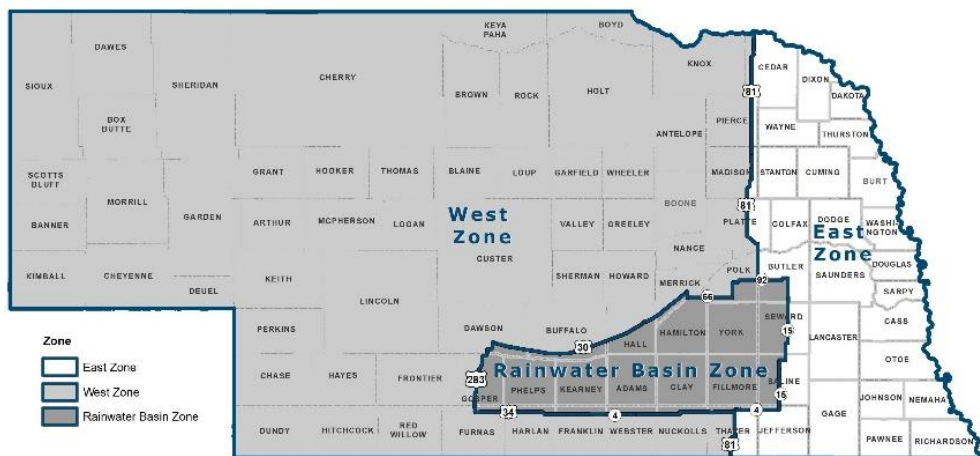 KEYA
PAHA
BOYD
DAWES
SIOUX
SHERIDAN
CHERRY
KNOX
CEDAR
DIXON
DAKOTA
BROWN
ROCK
HOLT
81
BOX
BUTTE
ANTELOPE
PIERCE
WAYNE
THURSTON
SCOTTS
BLUFF
GRANT
HOOKER
THOMAS
BLAINE
LOUP
GARFIELD
WHEELER
MADISON
STANTON
CUMING
BURT
BANNER
MORRILL
GARDEN
ARTHUR
MCPHERSON
LOGAN
West
Zone
CUSTER
VALLEY
GREELEY
BOONE
81
PLATTE
COLFAX
DODGE
WASHI-
NGTON
East
Zone
NANCE
KIMBALL
CHEYENNE
DEUEL
KEITH
LINCOLN
SHERMAN
HOWARD
MERRICK
POLK
BUTLER
SAUNDERS
DOUGLAS
SARPY
92
66
PERKINS
DAWSON
BUFFALO
HALL
HAMILTON
YORK
SEWARD
LANCASTER
CASS
15
30
OTOE
Zone
East Zone
West Zone
Rainwater Basin Zone
CHASE
HAYES
FRONTIER
283
GOSPER
Rainwater Basin Zone
PHELPS
KEARNEY
ADAMS
CLAY
FILLMORE
SALINE
15
JOHNSON
NEMAHA
34
4
4
GAGE
DUNDY
HITCHCOCK
RED
WILLOW
FURNAS
HARLAN
FRANKLIN
WEBSTER
NUCKOLLS
THAYER
81
JEFFERSON
PAWNEE
RICHARDSON